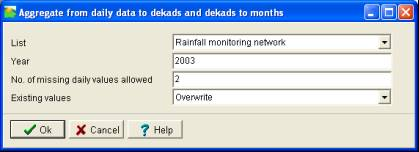 Aggregate from daily data to dekads and dekads to months
List Rainfall monitoring network
Year 2003
No. of missing daily values allowed 2
Existing values Overwrite
Ok Cancel ? Help